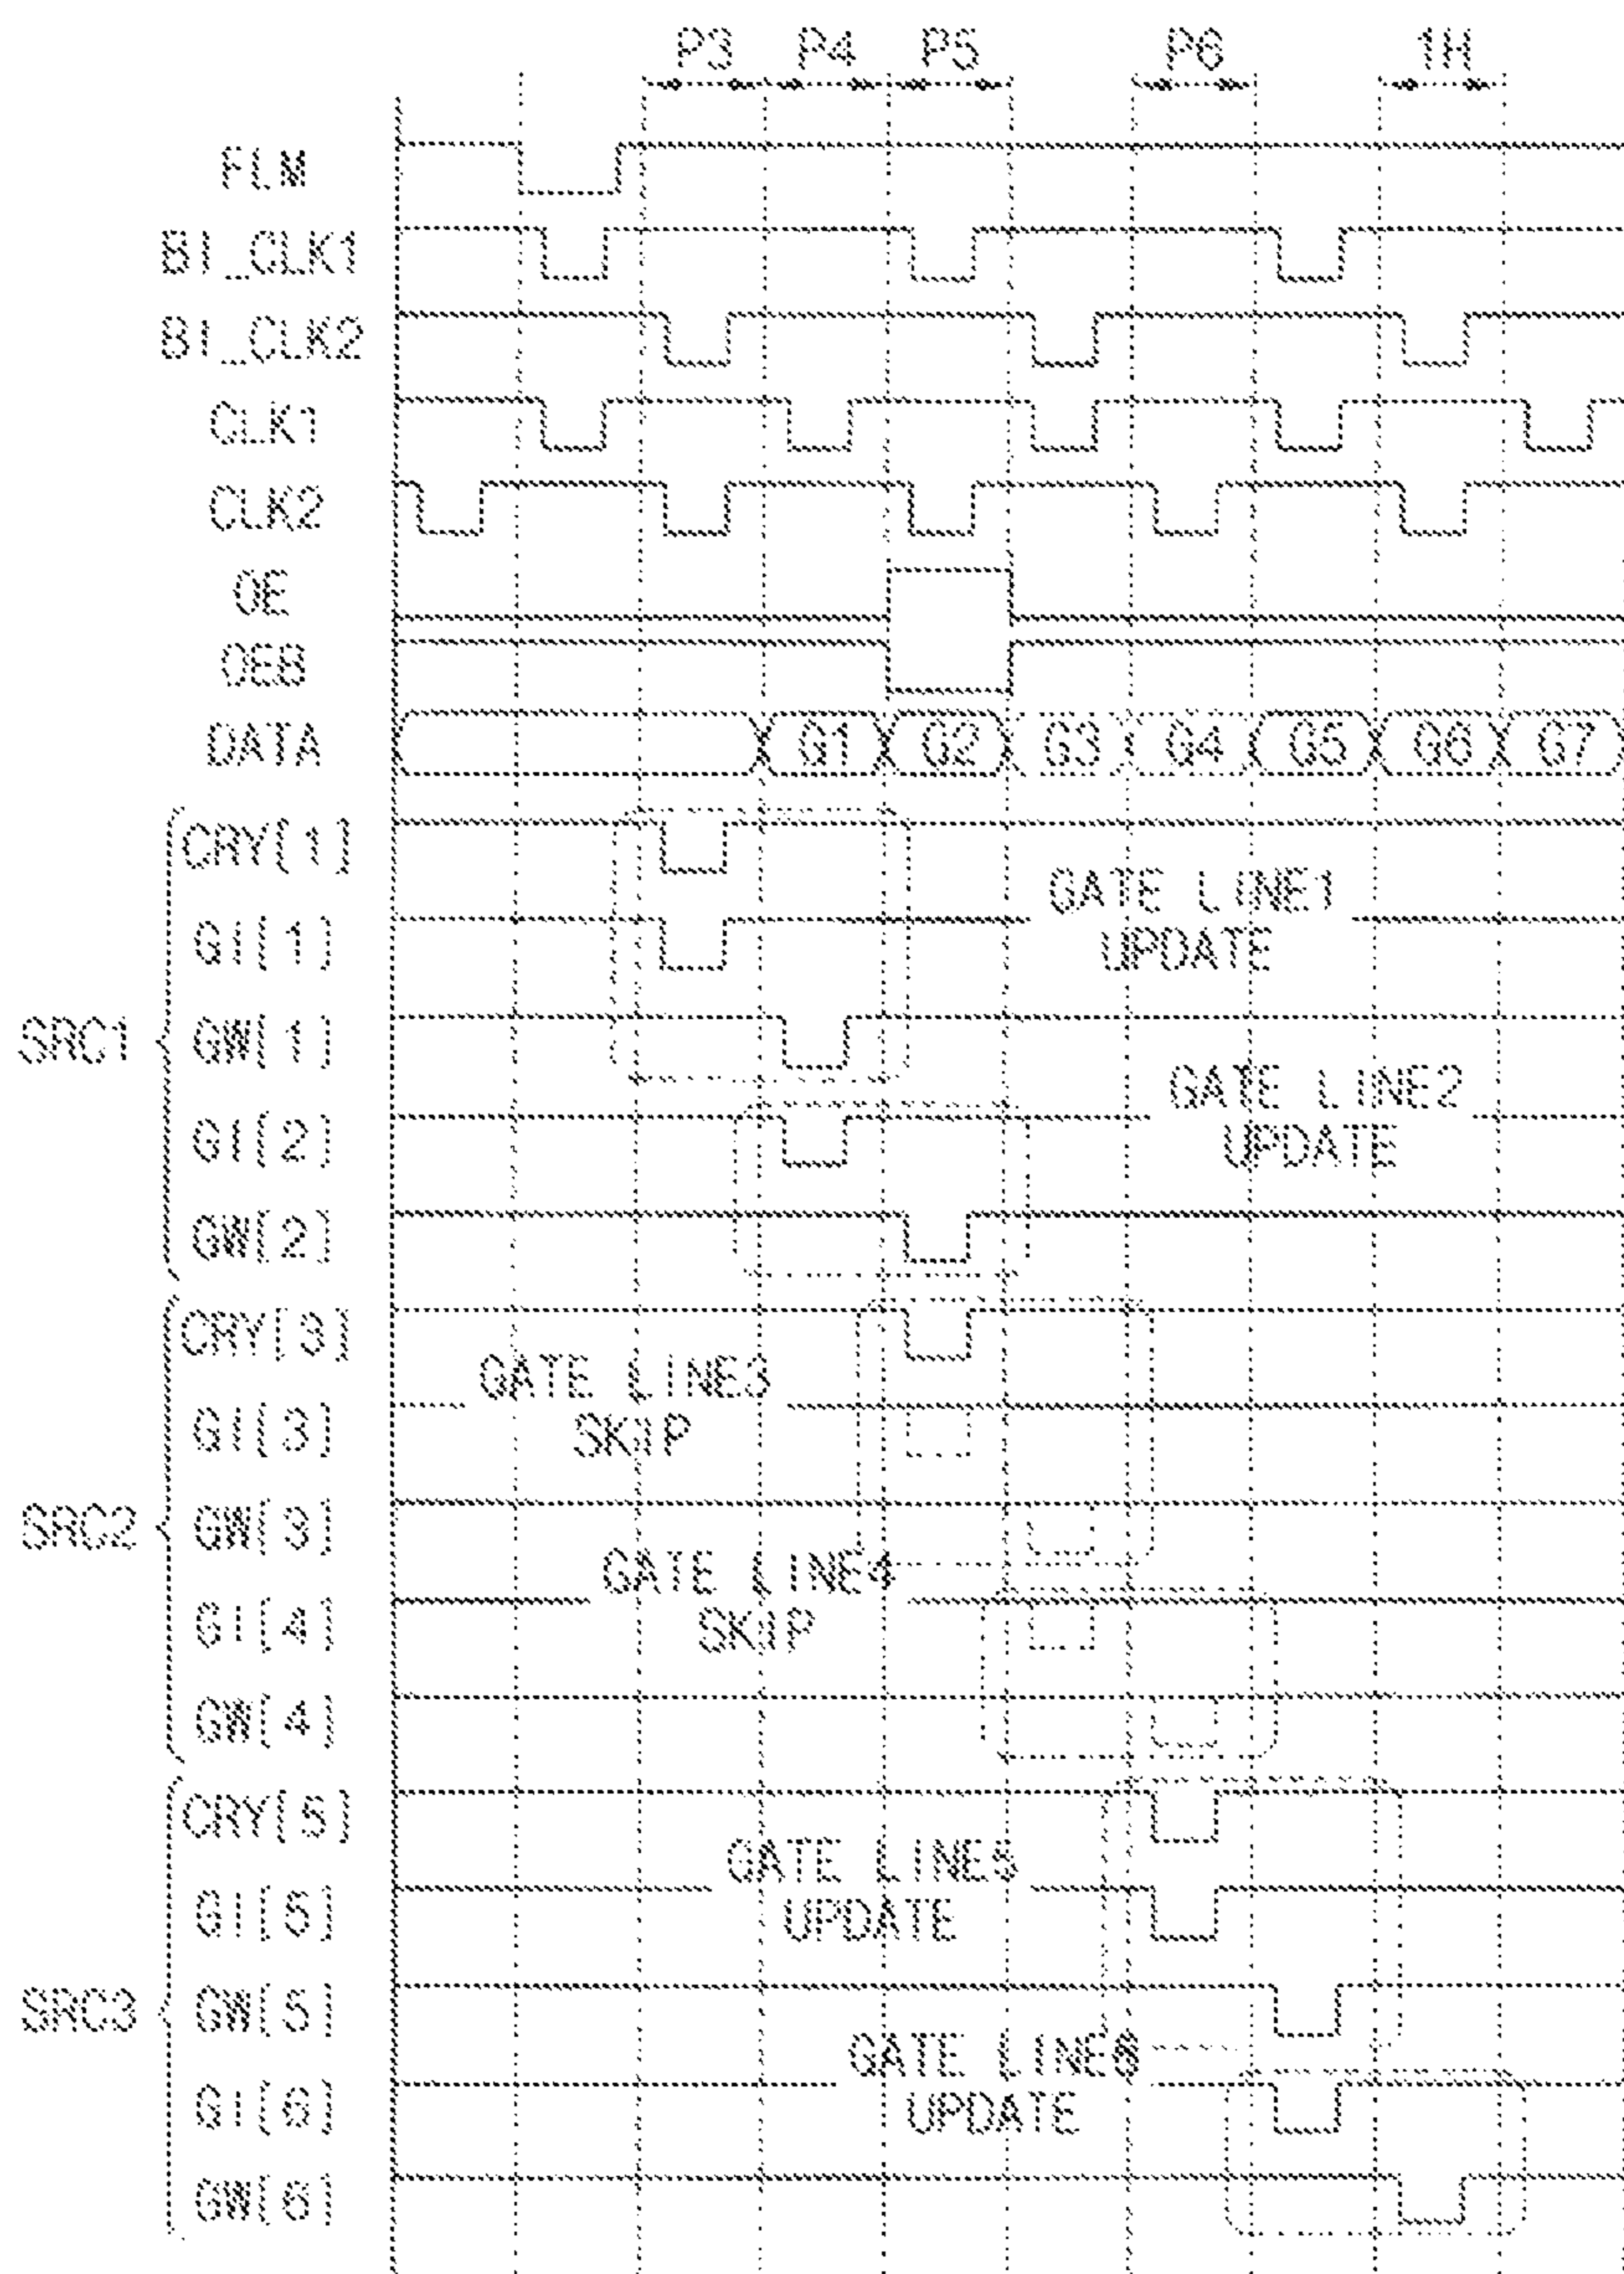 P3 P4 P5 P6 1H
FLM
BI_CLK1
BI_CLK2
CLK1
CLK2
OE
OEB
DATA G1 G2 G3 G4 G5 G6 G7
CRY[1]
GATE LINE1
UPDATE
GI[1]
SRC1 GW[1]
GATE LINE2
UPDATE
GI[2]
GW[2]
CRY[3]
GATE LINE3
SKIP
GI[3]
SRC2 GW[3]
GATE LINE4
SKIP
GI[4]
GW[4]
CRY[5]
GATE LINE5
UPDATE
GI[5]
SRC3 GW[5]
GATE LINE6
UPDATE
GI[6]
GW[6]